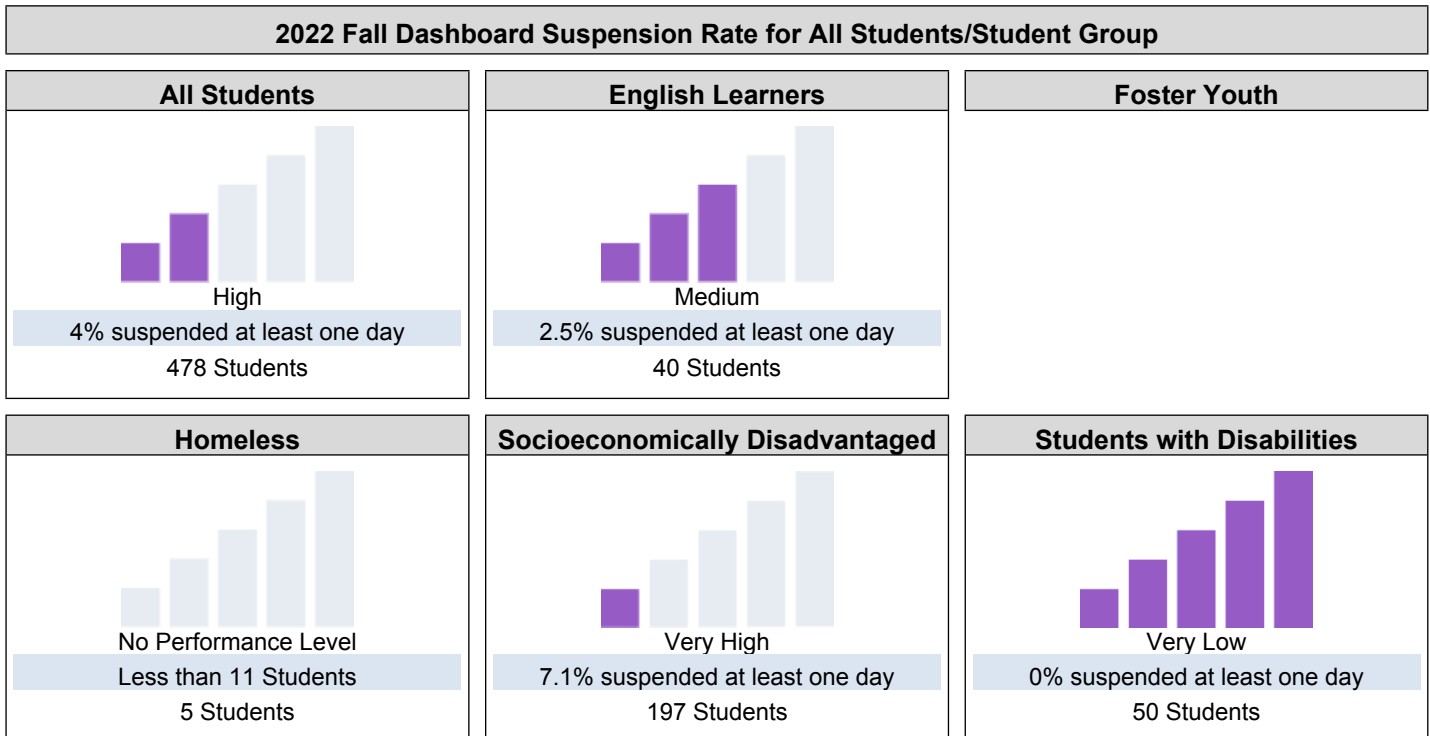 2022 Fall Dashboard Suspension Rate for All Students/Student Group
All Students
High
4% suspended at least one day
478 Students
English Learners
Medium
2.5% suspended at least one day
40 Students
Foster Youth
Homeless
No Performance Level
Less than 11 Students
5 Students
Socioeconomically Disadvantaged
Very High
7.1% suspended at least one day
197 Students
Students with Disabilities
Very Low
0% suspended at least one day
50 Students